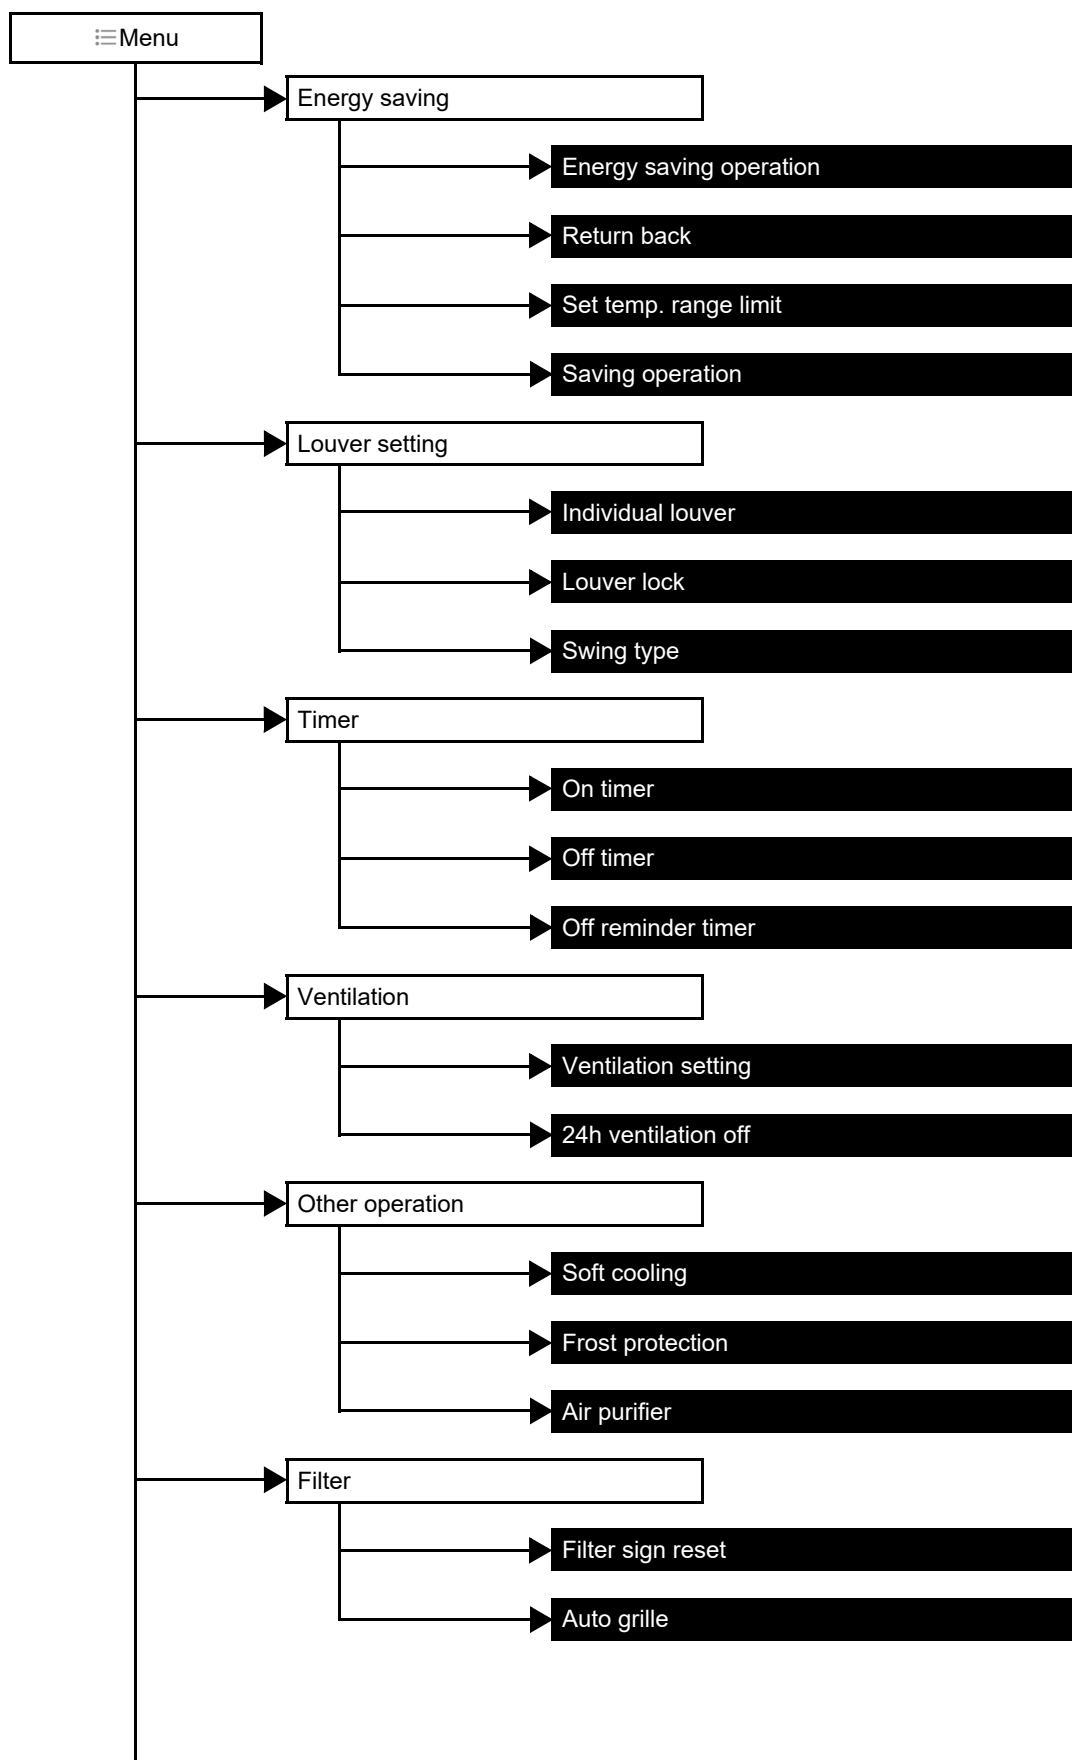 Menu
Energy saving
Energy saving operation
Return back
Set temp. range limit
Saving operation
Louver setting
Individual louver
Louver lock
Swing type
Timer
On timer
Off timer
Off reminder timer
Ventilation
Ventilation setting
24h ventilation off
Other operation
Soft cooling
Frost protection
Air purifier
Filter
Filter sign reset
Auto grille